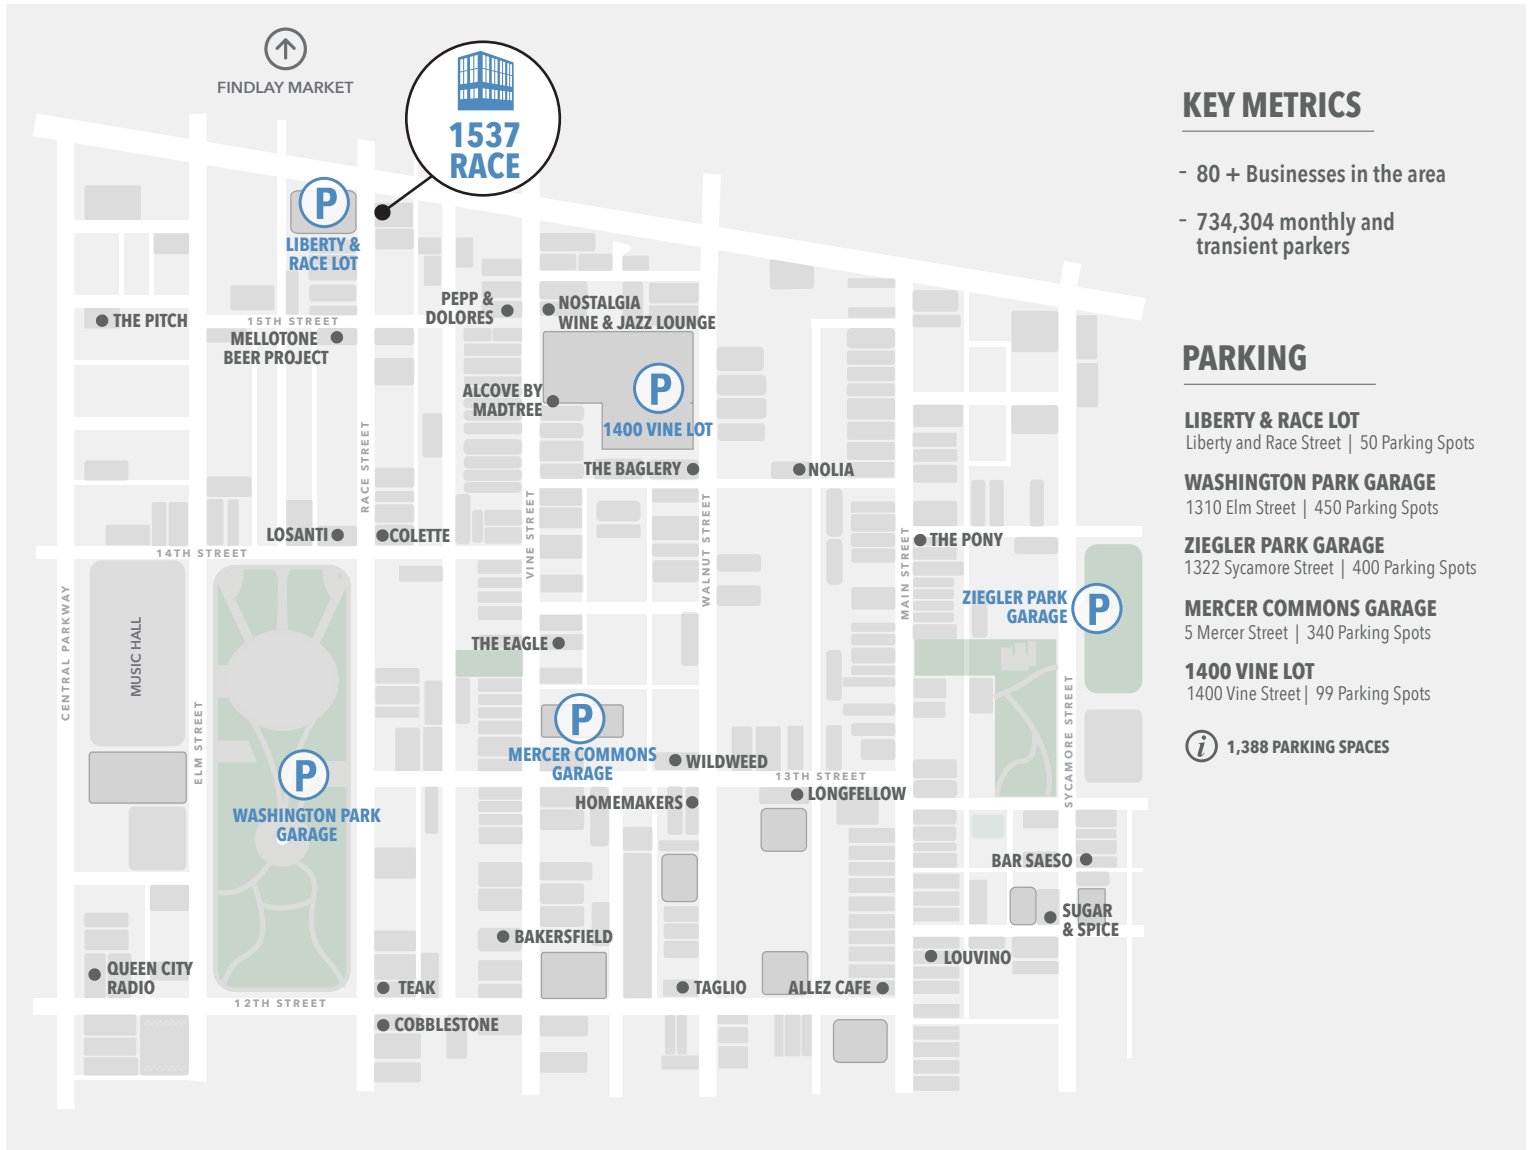 FINDLAY MARKET
1537
RACE
P
LIBERTY &
RACE LOT
THE PITCH
15TH STREET
MELLOTONE
BEER PROJECT
PEPP &
DOLORES
NOSTALGIA
WINE & JAZZ LOUNGE
ALCOVE BY
MADTREE
P
1400 VINE LOT
THE BAGLERY
NOLIA
RACE STREET
LOSANTI
COLETTE
14TH STREET
VINE STREET
WALNUT STREET
MAIN STREET
THE PONY
CENTRAL PARKWAY
MUSIC HALL
ELM STREET
ZIEGLER PARK
GARAGE
P
THE EAGLE
SYCAMORE STREET
P
MERCER COMMONS
GARAGE
WILDWEED
13TH STREET
P
WASHINGTON PARK
GARAGE
HOMEMAKERS
LONGFELLOW
BAR SAESO
SUGAR
& SPICE
BAKERSFIELD
LOUVINO
QUEEN CITY
RADIO
TEAK
TAGLIO
ALLEZ CAFE
12TH STREET
COBBLESTONE
KEY METRICS
- 80 + Businesses in the area
- 734,304 monthly and
transient parkers
PARKING
LIBERTY & RACE LOT
Liberty and Race Street | 50 Parking Spots
WASHINGTON PARK GARAGE
1310 Elm Street | 450 Parking Spots
ZIEGLER PARK GARAGE
1322 Sycamore Street | 400 Parking Spots
MERCER COMMONS GARAGE
5 Mercer Street | 340 Parking Spots
1400 VINE LOT
1400 Vine Street | 99 Parking Spots
i 1,388 PARKING SPACES